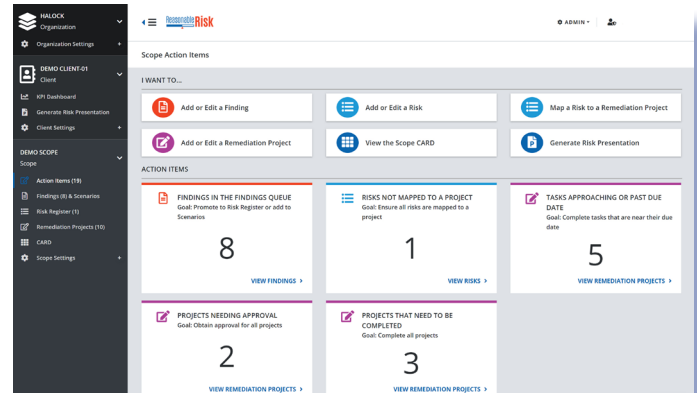 HALOCK
Organization
Organization Settings +
DEMO CLIENT-01
Client
KPI Dashboard
Generate Risk Presentation
Client Settings +
DEMO SCOPE
Scope
Action Items (19)
Findings (8) & Scenarios
Risk Register (1)
Remediation Projects (10)
CARD
Scope Settings +
Reasonable Risk
ADMIN
Scope Action Items
I WANT TO...
Add or Edit a Finding
Add or Edit a Risk
Map a Risk to a Remediation Project
Add or Edit a Remediation Project
View the Scope CARD
Generate Risk Presentation
ACTION ITEMS
FINDINGS IN THE FINDINGS QUEUE
Goal: Promote to Risk Register or add to
Scenarios
8
VIEW FINDINGS >
RISKS NOT MAPPED TO A PROJECT
Goal: Ensure all risks are mapped to a
project
1
VIEW RISKS >
TASKS APPROACHING OR PAST DUE
DATE
Goal: Complete tasks that are near their due
date
5
VIEW REMEDIATION PROJECTS >
PROJECTS NEEDING APPROVAL
Goal: Obtain approval for all projects
2
VIEW REMEDIATION PROJECTS >
PROJECTS THAT NEED TO BE
COMPLETED
Goal: Complete all projects
3
VIEW REMEDIATION PROJECTS >